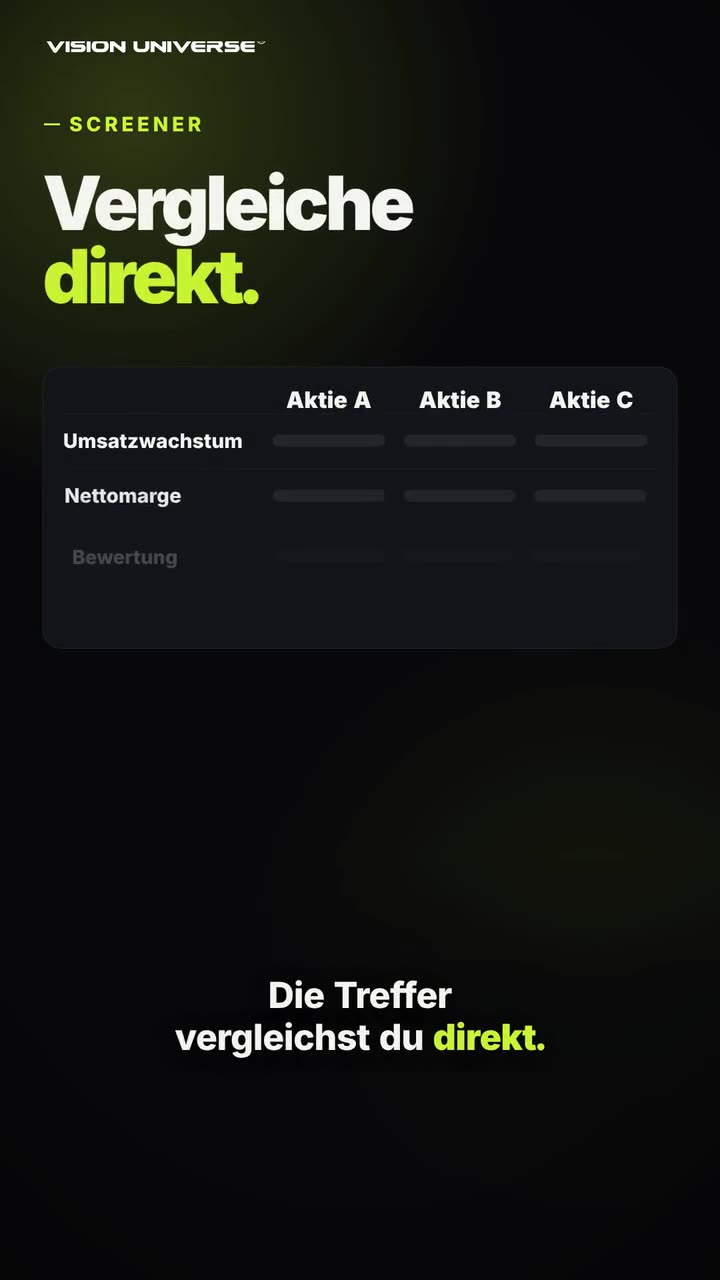 VISION UNIVERSE
— SCREENER
Vergleiche
direkt.
Aktie A Aktie B Aktie C
Umsatzwachstum
Nettomarge
Bewertung
Die Treffer
vergleichst du direkt.